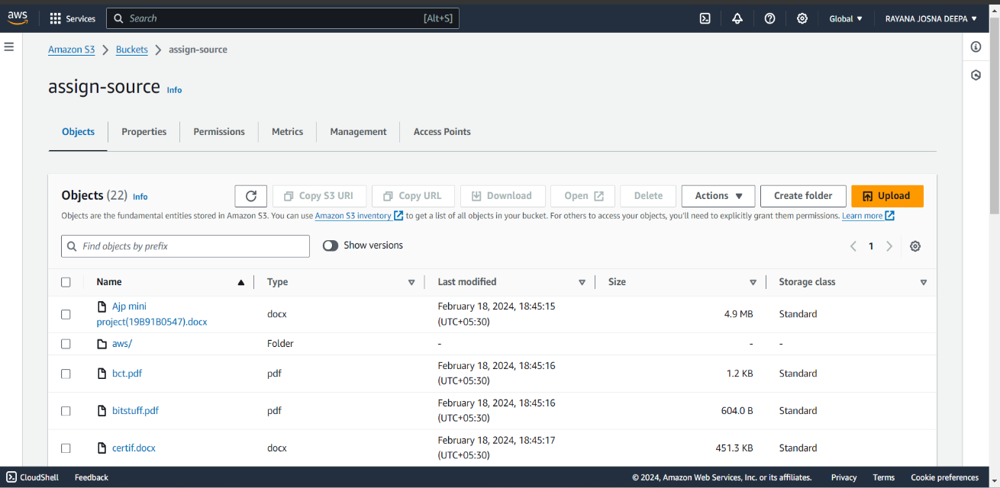 aws Services Search [Alt+S] Global ▼ RAYANA JOSNA DEEPA ▼
Amazon S3 > Buckets > assign-source
assign-source Info
Objects Properties Permissions Metrics Management Access Points
Objects (22) Info Copy S3 URI Copy URL Download Open Delete Actions ▼ Create folder Upload
Objects are the fundamental entities stored in Amazon S3. You can use Amazon S3 inventory to get a list of all objects in your bucket. For others to access your objects, you'll need to explicitly grant them permissions. Learn more
Find objects by prefix Show versions < 1 >
Name Type Last modified Size Storage class
Ajp mini
project(19B91B0547).docx docx February 18, 2024, 18:45:15
(UTC+05:30) 4.9 MB Standard
aws/ Folder - - -
bct.pdf pdf February 18, 2024, 18:45:16
(UTC+05:30) 1.2 KB Standard
bitstuff.pdf pdf February 18, 2024, 18:45:16
(UTC+05:30) 604.0 B Standard
certif.docx docx February 18, 2024, 18:45:17
(UTC+05:30) 451.3 KB Standard
CloudShell Feedback © 2024, Amazon Web Services, Inc. or its affiliates. Privacy Terms Cookie preferences